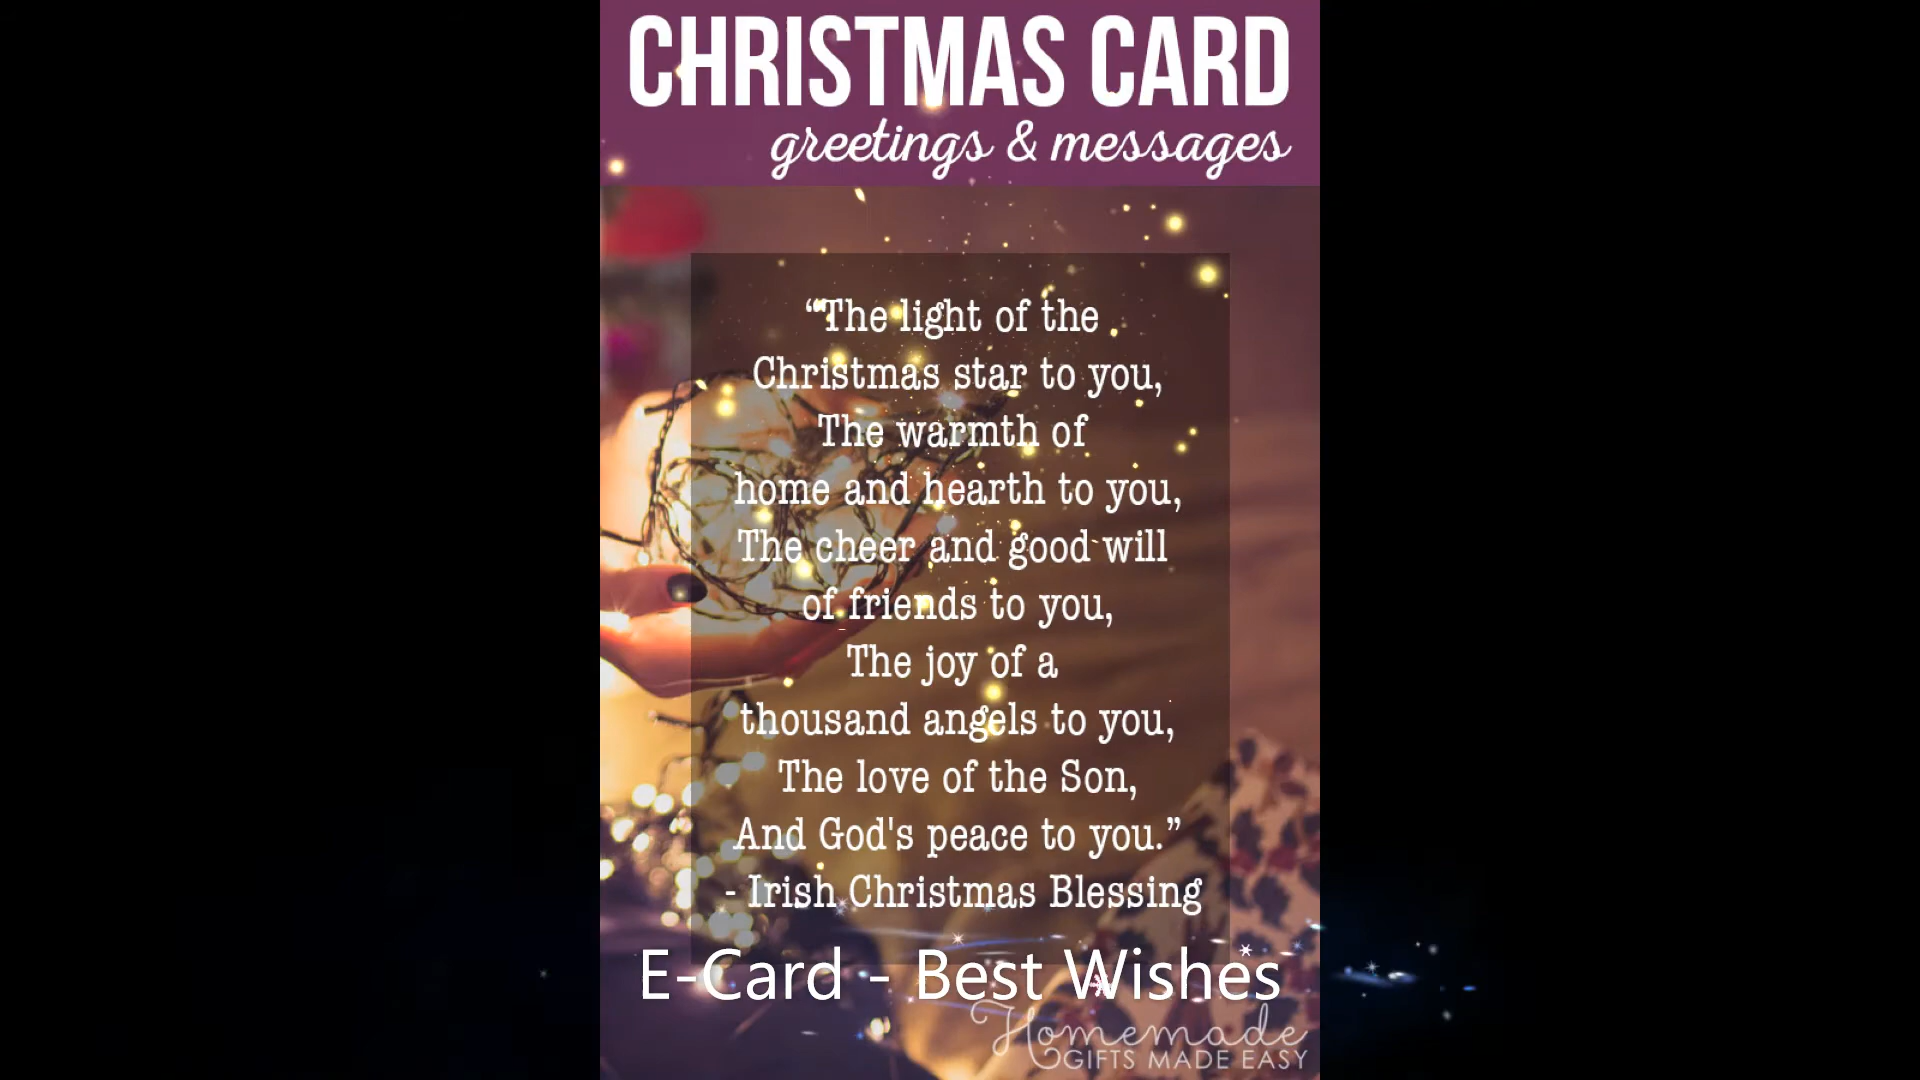 CHRISTMAS CARD
greetings & messages
“The light of the
Christmas star to you,
The warmth of
home and hearth to you,
The cheer and good will
of friends to you,
The joy of a
thousand angels to you,
The love of the Son,
And God's peace to you.”
- Irish Christmas Blessing
E-Card - Best Wishes
Homemade
GIFTS MADE EASY